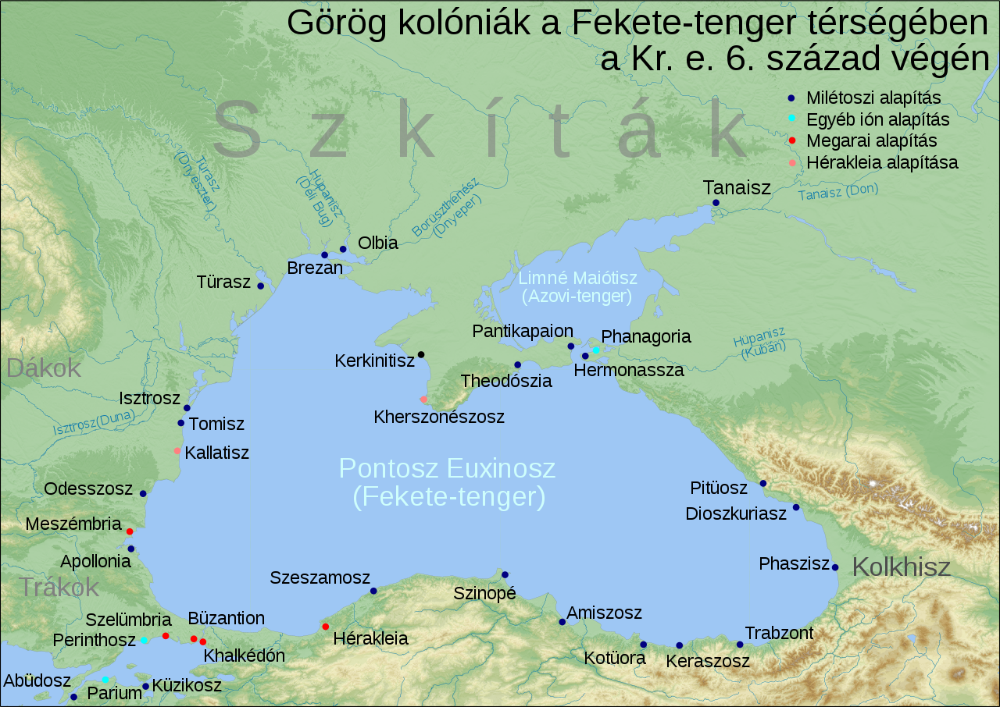 Görög kolóniák a Fekete-tenger térségében
a Kr. e. 6. század végén
Milétoszi alapítás
Egyéb ión alapítás
Megarai alapítás
Hérakleia alapítása
Szkíták
Türasz
(Dnyeszter)
Hüpanisz
(Déli Bug)
Borüszthenész
(Dnyeper)
Tanaisz
Tanaisz (Don)
Olbia
Brezan
Türasz
Limné Maiótisz
(Azovi-tenger)
Pantikapaion
Phanagoria
Hüpanisz
(Kubán)
Kerkinitisz
Hermonassza
Theodószia
Dákok
Isztrosz
Kherszonészosz
Isztrosz(Duna)
Tomisz
Kallatisz
Pontosz Euxinosz
(Fekete-tenger)
Odesszosz
Pitüosz
Dioszkuriasz
Meszémbria
Apollonia
Phaszisz
Kolkhisz
Trákok
Szeszamosz
Szinopé
Amiszosz
Szelümbria
Büzantion
Perinthosz
Hérakleia
Trabzont
Khalkédón
Kotüora
Keraszosz
Abüdosz
Parium
Küzikosz